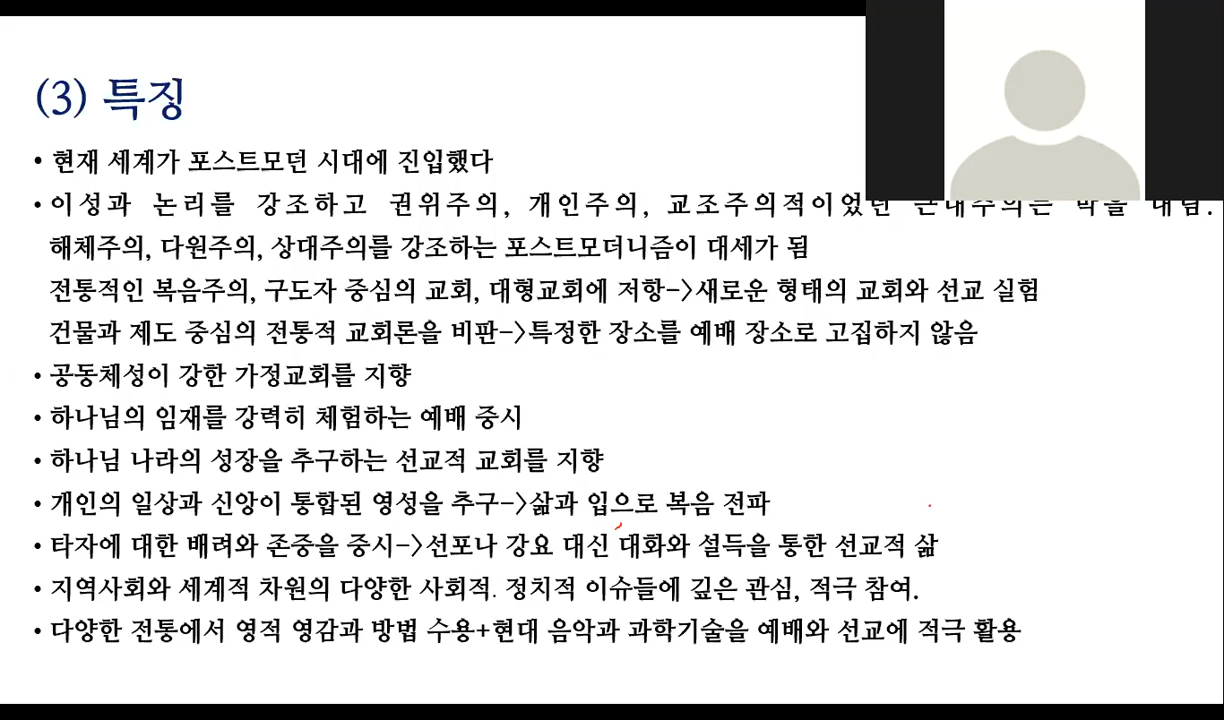 (3) 특징
• 현재 세계가 포스트모던 시대에 진입했다
• 이성과 논리를 강조하고 권위주의, 개인주의, 교조주의적이었던 근대주의는 막을 내림.
해체주의, 다원주의, 상대주의를 강조하는 포스트모더니즘이 대세가 됨
전통적인 복음주의, 구도자 중심의 교회, 대형교회에 저항->새로운 형태의 교회와 선교 실험
건물과 제도 중심의 전통적 교회론을 비판->특정한 장소를 예배 장소로 고집하지 않음
• 공동체성이 강한 가정교회를 지향
• 하나님의 임재를 강력히 체험하는 예배 중시
• 하나님 나라의 성장을 추구하는 선교적 교회를 지향
• 개인의 일상과 신앙이 통합된 영성을 추구->삶과 입으로 복음 전파
• 타자에 대한 배려와 존중을 중시->선포나 강요 대신 대화와 설득을 통한 선교적 삶
• 지역사회와 세계적 차원의 다양한 사회적. 정치적 이슈들에 깊은 관심, 적극 참여.
• 다양한 전통에서 영적 영감과 방법 수용+현대 음악과 과학기술을 예배와 선교에 적극 활용